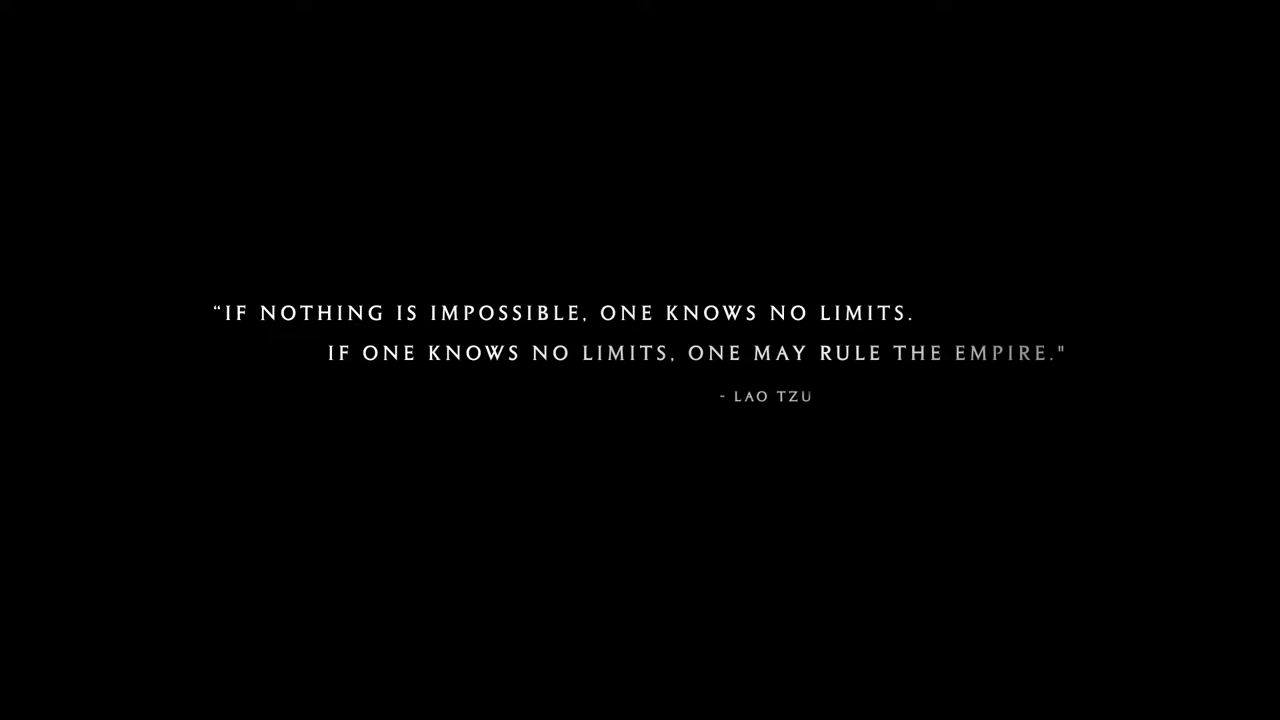 “IF NOTHING IS IMPOSSIBLE, ONE KNOWS NO LIMITS.
IF ONE KNOWS NO LIMITS, ONE MAY RULE THE EMPIRE."
- LAO TZU